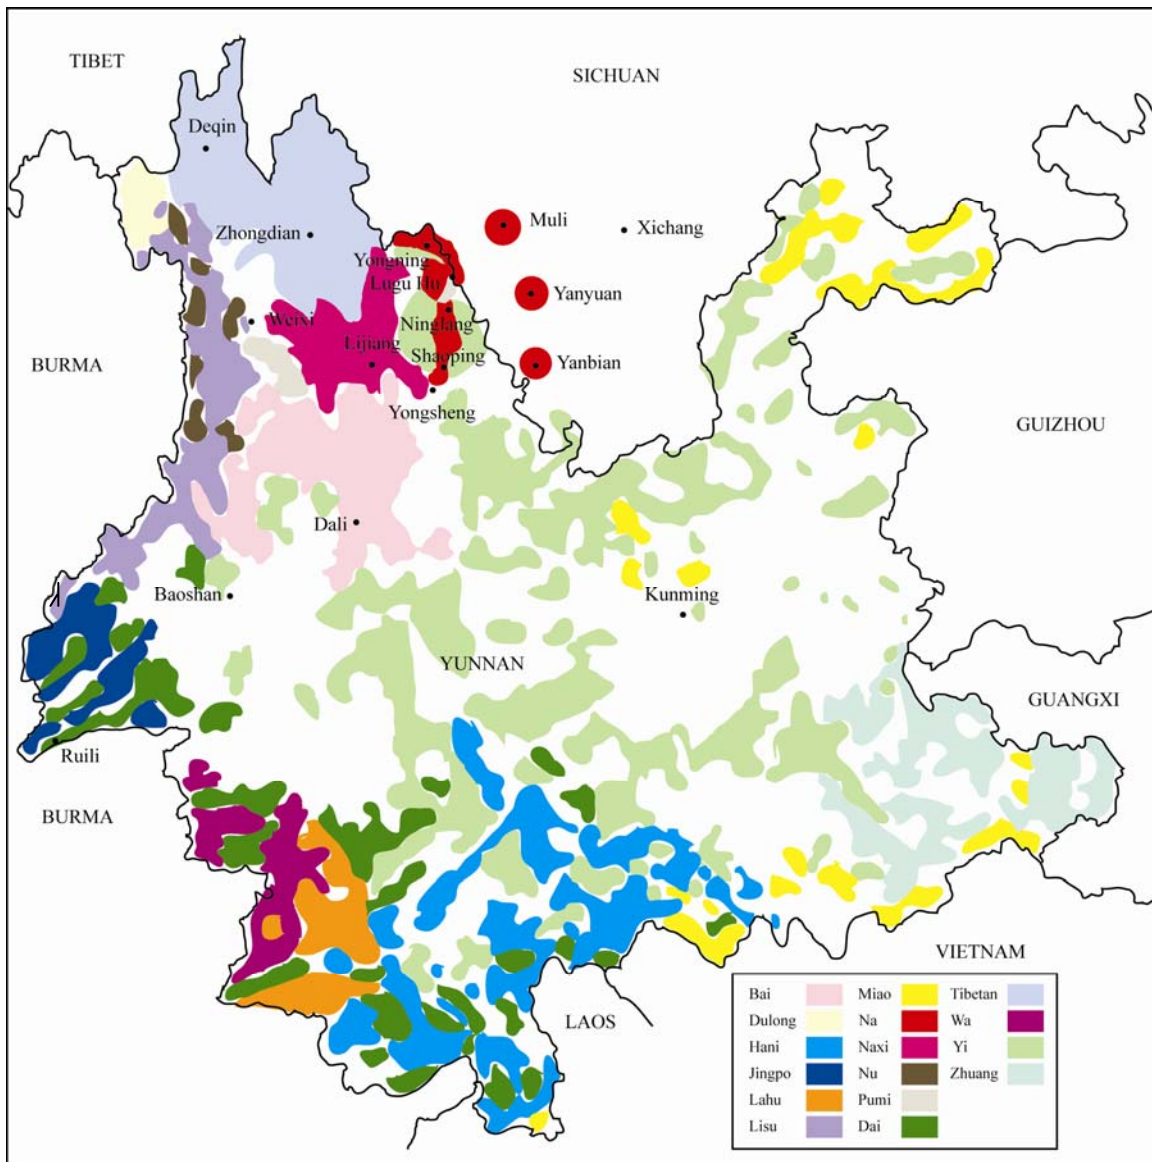 TIBET
SICHUAN
Deqin
Muli
Xichang
Zhongdian
Yongning
Lugu Hu
Yanyuan
Weixi
Ninglang
Lijiang
Shaoping
Yanbian
BURMA
Yongsheng
GUIZHOU
Dali
Baoshan
Kunming
YUNNAN
GUANGXI
Ruili
BURMA
VIETNAM
LAOS
Bai Miao Tibetan
Dulong Na Wa
Hani Naxi Yi
Jingpo Nu Zhuang
Lahu Pumi
Lisu Dai